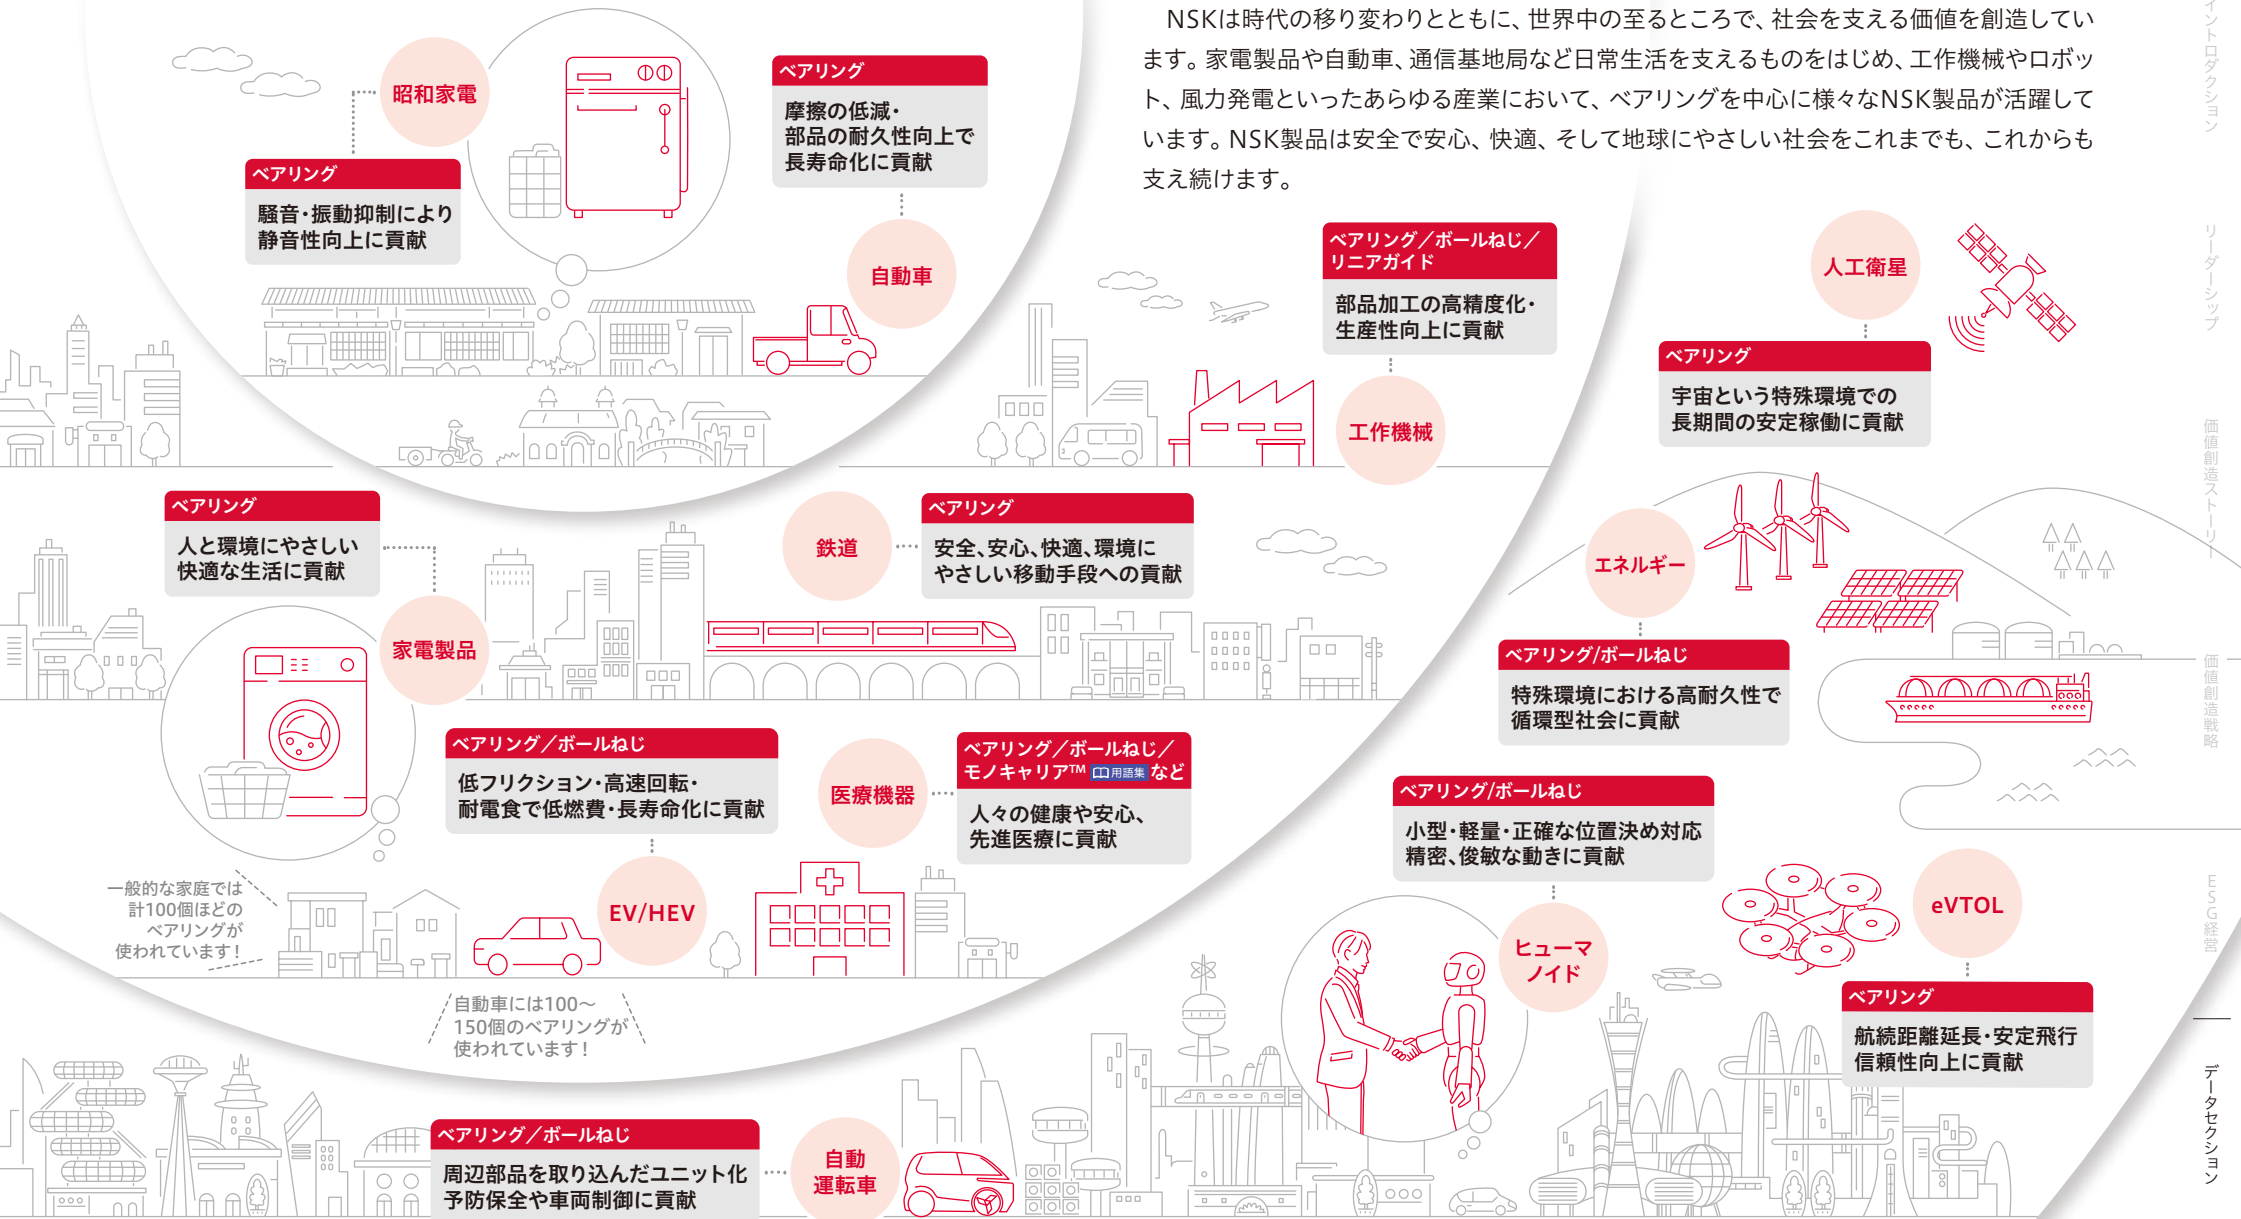 NSKは時代の移り変わりとともに、世界中の至るところで、社会を支える価値を創造してい
ます。家電製品や自動車、通信基地局など日常生活を支えるものをはじめ、工作機械やロボッ
ト、風力発電といったあらゆる産業において、ベアリングを中心に様々なNSK製品が活躍して
います。NSK製品は安全で安心、快適、そして地球にやさしい社会をこれまでも、これからも
支え続けます。
昭和家電
ベアリング
騒音・振動抑制により
静音性向上に貢献
ベアリング
摩擦の低減・
部品の耐久性向上で
長寿命化に貢献
自動車
ベアリング／ボールねじ／
リニアガイド
部品加工の高精度化・
生産性向上に貢献
工作機械
人工衛星
ベアリング
宇宙という特殊環境での
長期間の安定稼働に貢献
ベアリング
人と環境にやさしい
快適な生活に貢献
家電製品
鉄道
ベアリング
安全、安心、快適、環境に
やさしい移動手段への貢献
エネルギー
ベアリング/ボールねじ
特殊環境における高耐久性で
循環型社会に貢献
ベアリング／ボールねじ
低フリクション・高速回転・
耐電食で低燃費・長寿命化に貢献
EV/HEV
医療機器
ベアリング／ボールねじ／
モノキャリア™ 用語集 など
人々の健康や安心、
先進医療に貢献
ベアリング/ボールねじ
小型・軽量・正確な位置決め対応
精密、俊敏な動きに貢献
ヒューマ
ノイド
eVTOL
ベアリング
航続距離延長・安定飛行
信頼性向上に貢献
一般的な家庭では
計100個ほどの
ベアリングが
使われています！
自動車には100〜
150個のベアリングが
使われています！
ベアリング／ボールねじ
周辺部品を取り込んだユニット化
予防保全や車両制御に貢献
自動
運転車
イントロダクション
リーダーシップ
価値創造ストーリー
価値創造戦略
ESG経営
データセクション